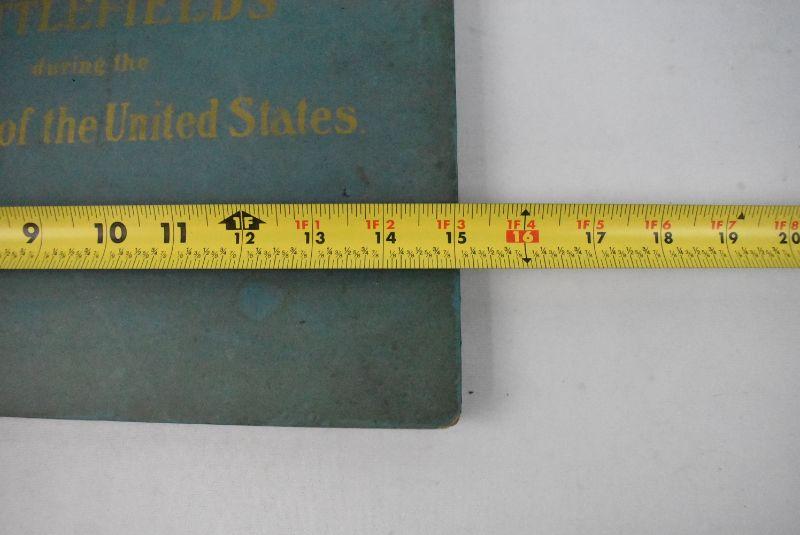 TTLEFIELDS
during the
of the United States.
1F 1F 1 1F 2 1F 3 1F 4 1F 5 1F 6 1F 7 1F 8
9 10 11 12 13 14 15 16 17 18 19 20